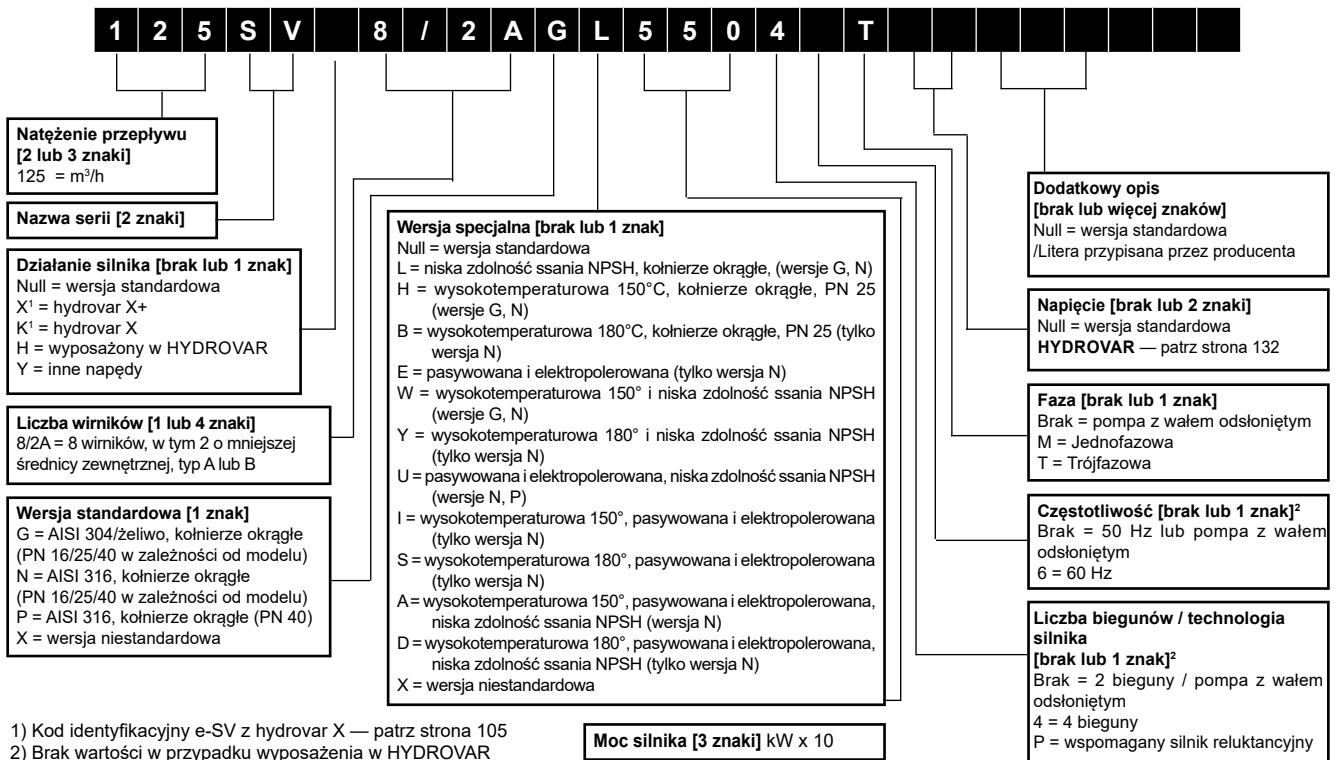 125SV 8/2AGL5504 T
Natężenie przepływu
[2 lub 3 znaki]
125 = m³/h
Nazwa serii [2 znaki]
Działanie silnika [brak lub 1 znak]
Null = wersja standardowa
X¹ = hydrovar X+
K¹ = hydrovar X
H = wyposażony w HYDROVAR
Y = inne napędy
Liczba wirników [1 lub 4 znaki]
8/2A = 8 wirników, w tym 2 o mniejszej
średnicy zewnętrznej, typ A lub B
Wersja standardowa [1 znak]
G = AISI 304/żeliwo, kołnierze okrągłe
(PN 16/25/40 w zależności od modelu)
N = AISI 316, kołnierze okrągłe
(PN 16/25/40 w zależności od modelu)
P = AISI 316, kołnierze okrągłe (PN 40)
X = wersja niestandardowa
Wersja specjalna [brak lub 1 znak]
Null = wersja standardowa
L = niska zdolność ssania NPSH, kołnierze okrągłe, (wersje G, N)
H = wysokotemperaturowa 150°C, kołnierze okrągłe, PN 25
(wersje G, N)
B = wysokotemperaturowa 180°C, kołnierze okrągłe, PN 25 (tylko
wersja N)
E = pasywowana i elektropolerowana (tylko wersja N)
W = wysokotemperaturowa 150° i niska zdolność ssania NPSH
(wersje G, N)
Y = wysokotemperaturowa 180° i niska zdolność ssania NPSH
(tylko wersja N)
U = pasywowana i elektropolerowana, niska zdolność ssania NPSH
(wersje N, P)
I = wysokotemperaturowa 150°, pasywowana i elektropolerowana
(tylko wersja N)
S = wysokotemperaturowa 180°, pasywowana i elektropolerowana
(tylko wersja N)
A = wysokotemperaturowa 150°, pasywowana i elektropolerowana,
niska zdolność ssania NPSH (wersja N)
D = wysokotemperaturowa 180°, pasywowana i elektropolerowana,
niska zdolność ssania NPSH (tylko wersja N)
X = wersja niestandardowa
Moc silnika [3 znaki] kW x 10
Dodatkowy opis
[brak lub więcej znaków]
Null = wersja standardowa
/Litera przypisana przez producenta
Napięcie [brak lub 2 znaki]
Null = wersja standardowa
HYDROVAR — patrz strona 132
Faza [brak lub 1 znak]
Brak = pompa z wałem odsłoniętym
M = Jednofazowa
T = Trójfazowa
Częstotliwość [brak lub 1 znak]²
Brak = 50 Hz lub pompa z wałem
odsłoniętym
6 = 60 Hz
Liczba biegunów / technologia
silnika
[brak lub 1 znak]²
Brak = 2 bieguny / pompa z wałem
odsłoniętym
4 = 4 bieguny
P = wspomagany silnik reluktancyjny
1) Kod identyfikacyjny e-SV z hydrovar X — patrz strona 105
2) Brak wartości w przypadku wyposażenia w HYDROVAR